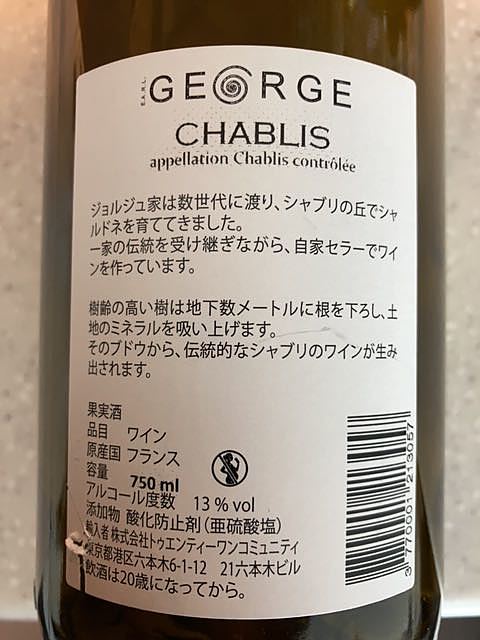 E.A.R.L.
GEORGE
CHABLIS
appellation Chablis contrôlée
ジョルジュ家は数世代に渡り、シャブリの丘でシャ
ルドネを育ててきました。
一家の伝統を受け継ぎながら、自家セラーでワイ
ンを作っています。
樹齢の高い樹は地下数メートルに根を下ろし、土
地のミネラルを吸い上げます。
そのブドウから、伝統的なシャブリのワインが生み
出されます。
果実酒
品目 ワイン
原産国 フランス
容量 750 ml
アルコール度数 13 % vol
添加物 酸化防止剤(亜硫酸塩)
輸入者 株式会社トゥエンティーワンコミュニティ
東京都港区六本木6-1-12 21六本木ビル
飲酒は20歳になってから。
3 770001 213057